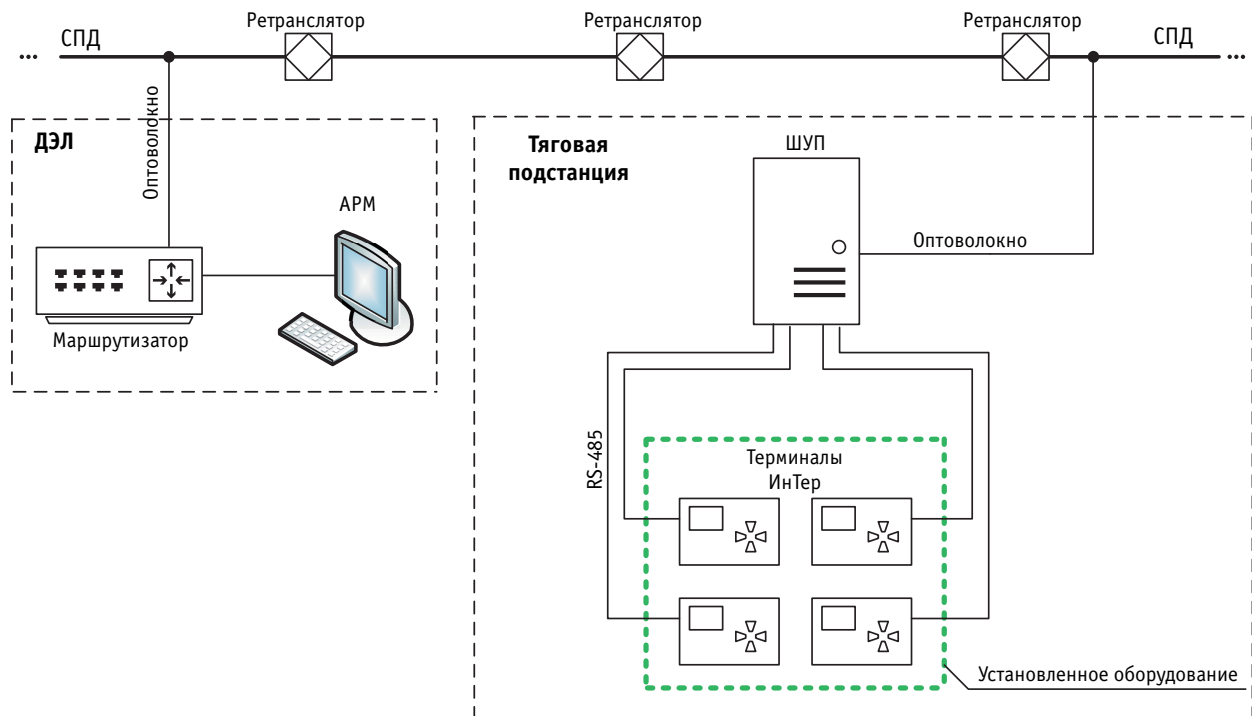 Ретранслятор
Ретранслятор
Ретранслятор
... СПД
СПД ...
ДЭЛ
Оптоволокно
АРМ
Маршрутизатор
Тяговая
подстанция
ШУП
Оптоволокно
RS-485
Терминалы
ИнТер
Установленное оборудование